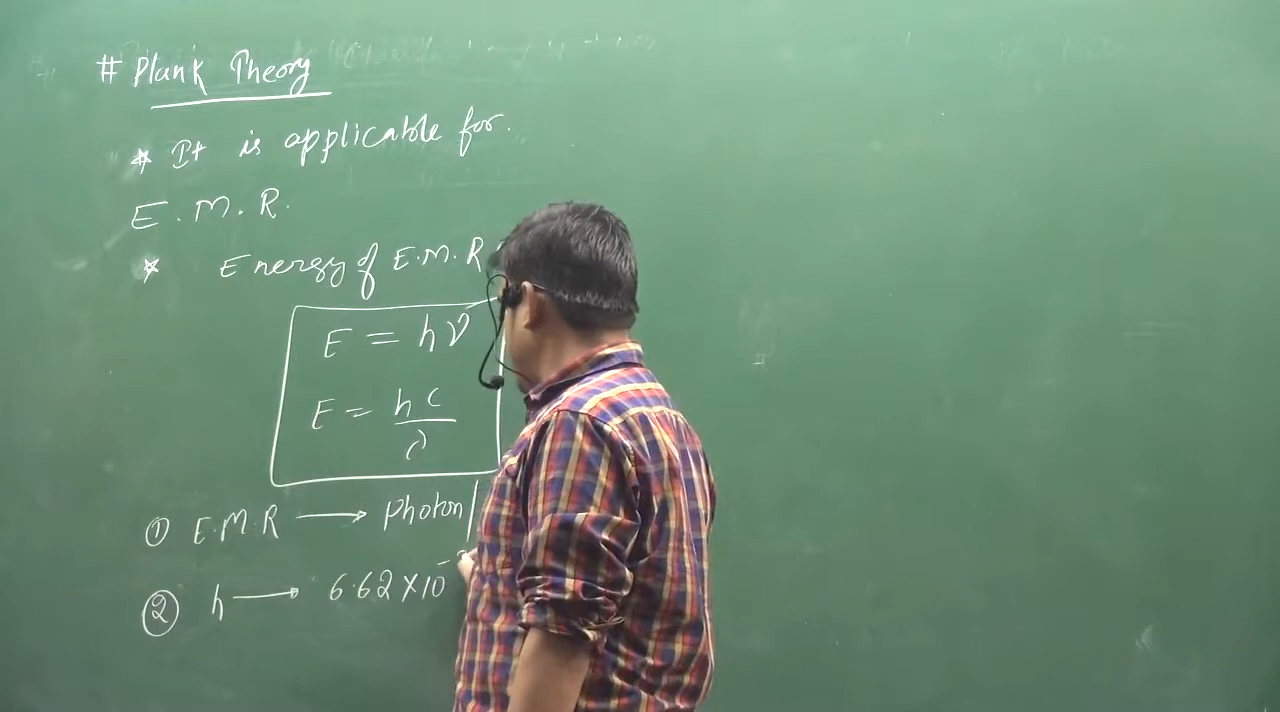 # Plank Theory
* It is applicable for.
E.M.R.
* Energy of E.M.R
E = hν
E = hc/λ
① E.M.R → Photon/
② h → 6.62×10⁻